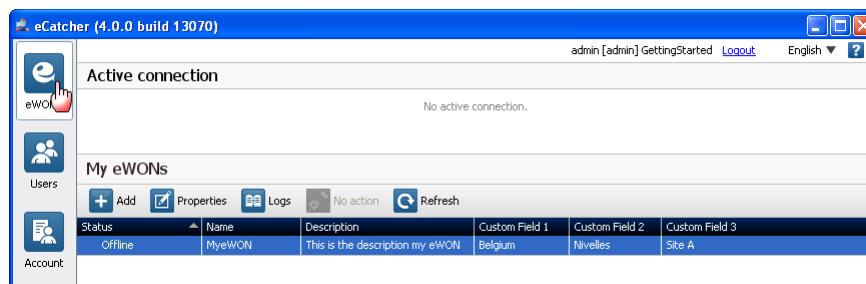 eCatcher (4.0.0 build 13070)
admin [admin] GettingStarted Logout English ▼ ?
Active connection
No active connection.
Users
My eWONs
Add Properties Logs No action Refresh
Status Name Description Custom Field 1 Custom Field 2 Custom Field 3
Offline MyeWON This is the description my eWON Belgium Nivelles Site A
Account